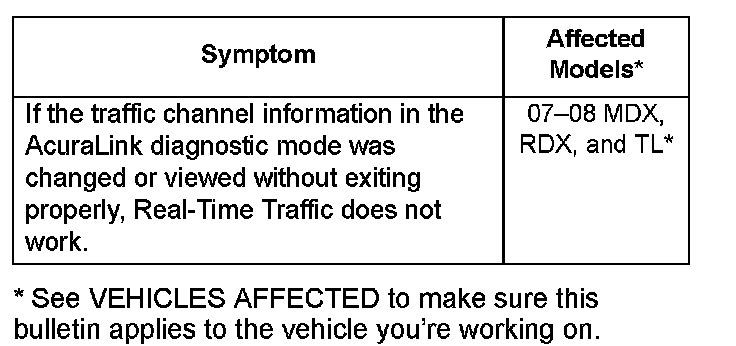 Symptom
Affected
Models*
If the traffic channel information in the
AcuraLink diagnostic mode was
changed or viewed without exiting
properly, Real-Time Traffic does not
work.
07–08 MDX,
RDX, and TL*
* See VEHICLES AFFECTED to make sure this
bulletin applies to the vehicle you're working on.